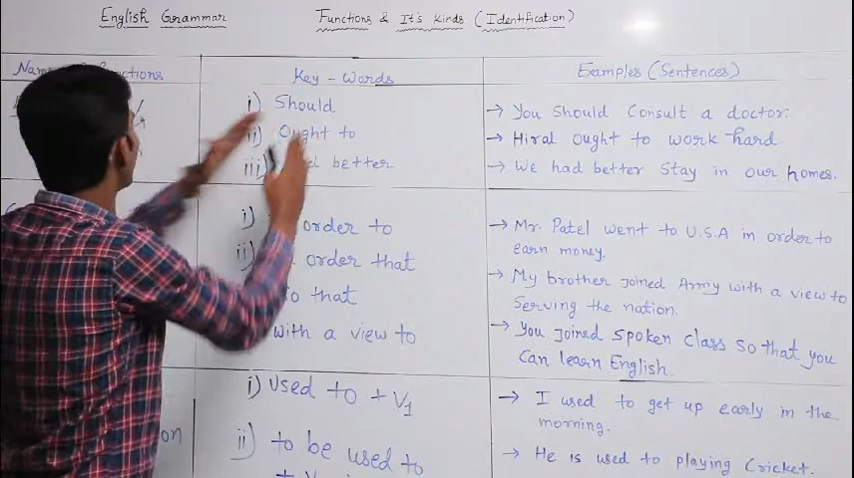 English Grammar
Functions & It's Kinds (Identification)
Key - Words
Examples (Sentences)
i) Should
ii) Ought to
iii) better
→ You Should Consult a doctor.
→ Hiral ought to work hard
→ We had better Stay in our homes.
i) order to
ii) order that
that
with a view to
→ Mr. Patel went to U.S.A in order to
earn money.
→ My brother joined Army with a view to
Serving the nation.
→ You joined spoken class so that you
Can learn English.
i) Used to + V1
ii) to be used to
→ I used to get up early in the
morning.
→ He is used to playing Cricket.